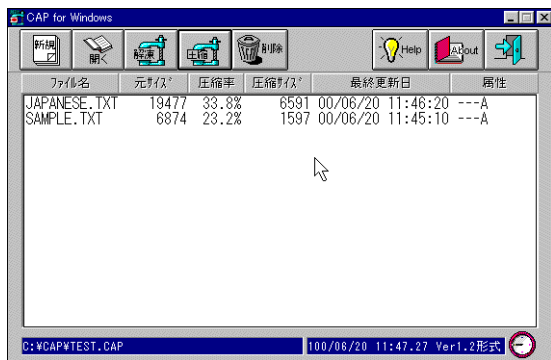 CAP for Windows
新規 開く 解凍 圧縮 削除 Help About
ファイル名 元サイズ 圧縮率 圧縮サイズ 最終更新日 属性
JAPANESE.TXT 19477 33.8% 6591 00/06/20 11:46:20 ---A
SAMPLE.TXT 6874 23.2% 1597 00/06/20 11:45:10 ---A
C:¥CAP¥TEST.CAP 100/06/20 11.47.27 Ver1.2形式